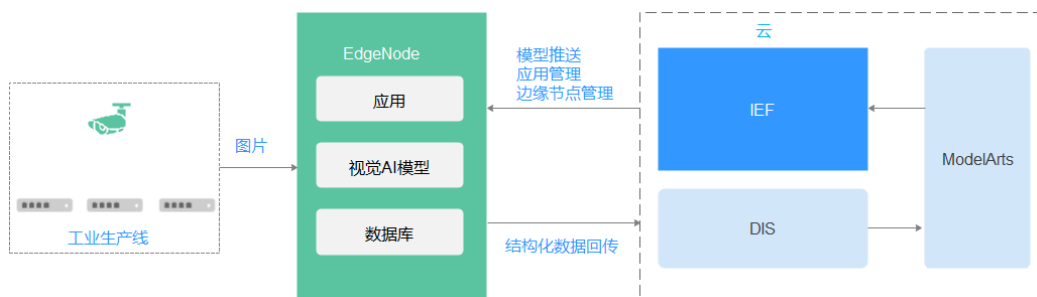 工业生产线
图片
EdgeNode
应用
视觉AI模型
数据库
模型推送
应用管理
边缘节点管理
结构化数据回传
云
IEF
DIS
ModelArts